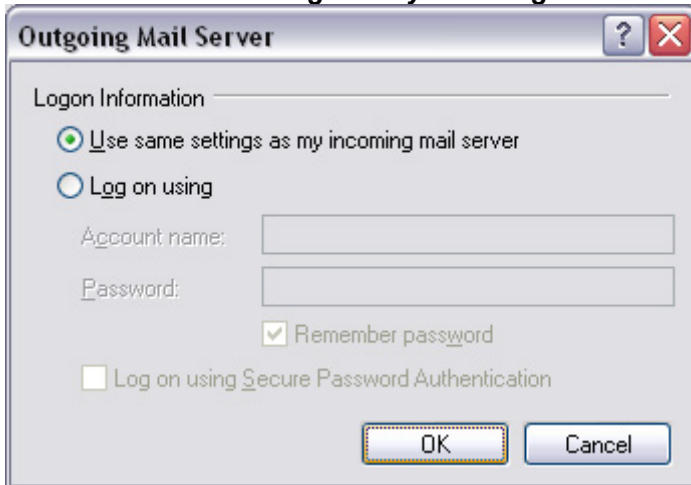 Outgoing Mail Server
Logon Information
Use same settings as my incoming mail server
Log on using
Account name:
Password:
Remember password
Log on using Secure Password Authentication
OK Cancel